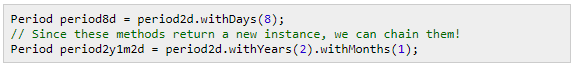 Period period8d = period2d.withDays(8);
// Since these methods return a new instance, we can chain them!
Period period2y1m2d = period2d.withYears(2).withMonths(1);